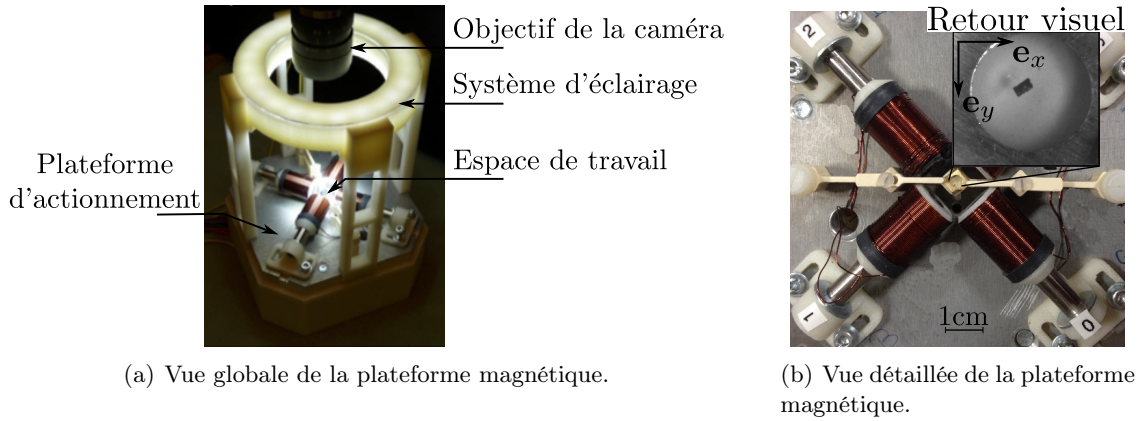 Objectif de la caméra
Système d'éclairage
Espace de travail
Plateforme
d'actionnement
(a) Vue globale de la plateforme magnétique.
Retour visuel
e_x
e_y
2
1
0
1cm
(b) Vue détaillée de la plateforme
magnétique.